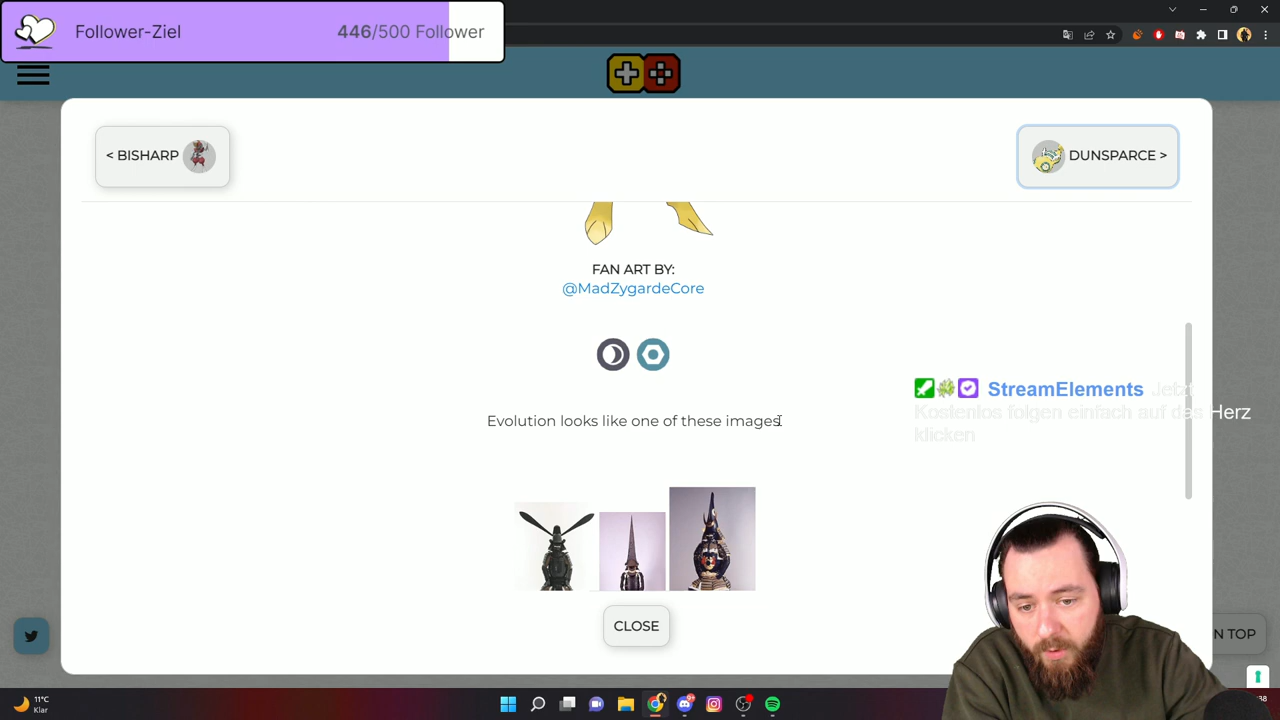 Follower-Ziel
446/500 Follower
< BISHARP
DUNSPARCE >
FAN ART BY:
@MadZygardeCore
Evolution looks like one of these images.
StreamElements Jetzt
Kostenlos folgen einfach auf das Herz
klicken
CLOSE
N TOP
11°C
Klar